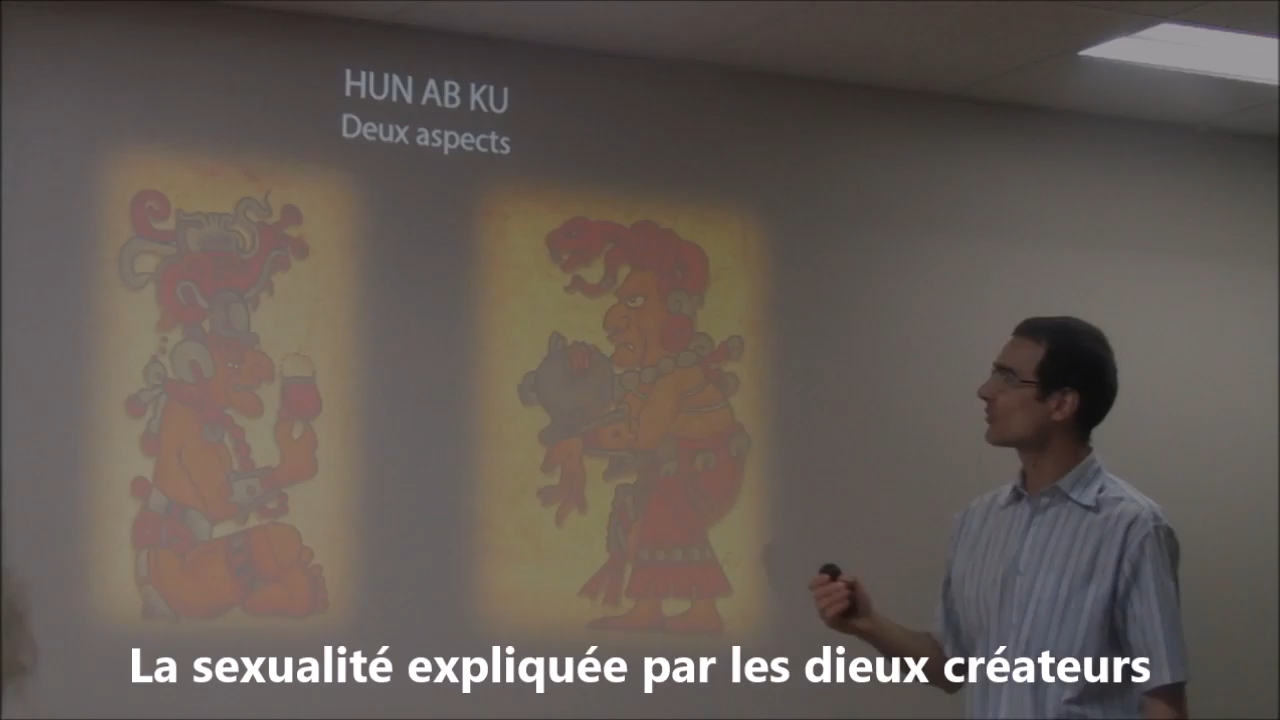 HUN AB KU
Deux aspects
La sexualité expliquée par les dieux créateurs